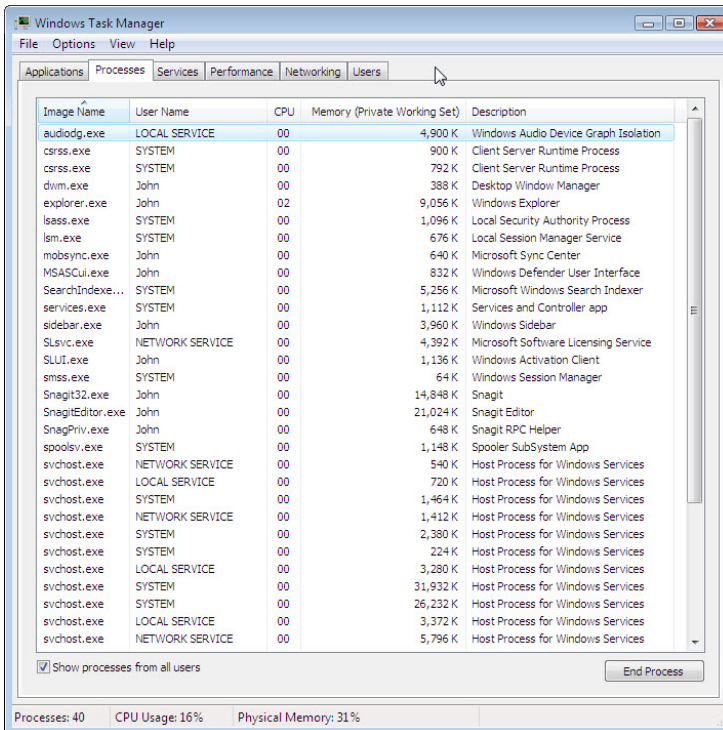 Windows Task Manager
File Options View Help
Applications Processes Services Performance Networking Users
Image Name User Name CPU Memory (Private Working Set) Description
audiodg.exe LOCAL SERVICE 00 4,900 K Windows Audio Device Graph Isolation
csrss.exe SYSTEM 00 900 K Client Server Runtime Process
csrss.exe SYSTEM 00 792 K Client Server Runtime Process
dwm.exe John 00 388 K Desktop Window Manager
explorer.exe John 02 9,056 K Windows Explorer
lsass.exe SYSTEM 00 1,096 K Local Security Authority Process
lsm.exe SYSTEM 00 676 K Local Session Manager Service
mobsync.exe John 00 640 K Microsoft Sync Center
MSASCui.exe John 00 832 K Windows Defender User Interface
SearchIndexe... SYSTEM 00 5,256 K Microsoft Windows Search Indexer
services.exe SYSTEM 00 1,112 K Services and Controller app
sidebar.exe John 00 3,960 K Windows Sidebar
SLsvc.exe NETWORK SERVICE 00 4,392 K Microsoft Software Licensing Service
SLUI.exe John 00 1,136 K Windows Activation Client
smss.exe SYSTEM 00 64 K Windows Session Manager
Snagit32.exe John 00 14,848 K Snagit
SnagitEditor.exe John 00 21,024 K Snagit Editor
SnagPriv.exe John 00 648 K Snagit RPC Helper
spoolsv.exe SYSTEM 00 1,148 K Spooler SubSystem App
svchost.exe NETWORK SERVICE 00 540 K Host Process for Windows Services
svchost.exe LOCAL SERVICE 00 720 K Host Process for Windows Services
svchost.exe SYSTEM 00 1,464 K Host Process for Windows Services
svchost.exe NETWORK SERVICE 00 1,412 K Host Process for Windows Services
svchost.exe SYSTEM 00 2,380 K Host Process for Windows Services
svchost.exe SYSTEM 00 224 K Host Process for Windows Services
svchost.exe LOCAL SERVICE 00 3,280 K Host Process for Windows Services
svchost.exe SYSTEM 00 31,932 K Host Process for Windows Services
svchost.exe SYSTEM 00 26,232 K Host Process for Windows Services
svchost.exe LOCAL SERVICE 00 3,372 K Host Process for Windows Services
svchost.exe NETWORK SERVICE 00 5,796 K Host Process for Windows Services
Show processes from all users End Process
Processes: 40 CPU Usage: 16% Physical Memory: 31%